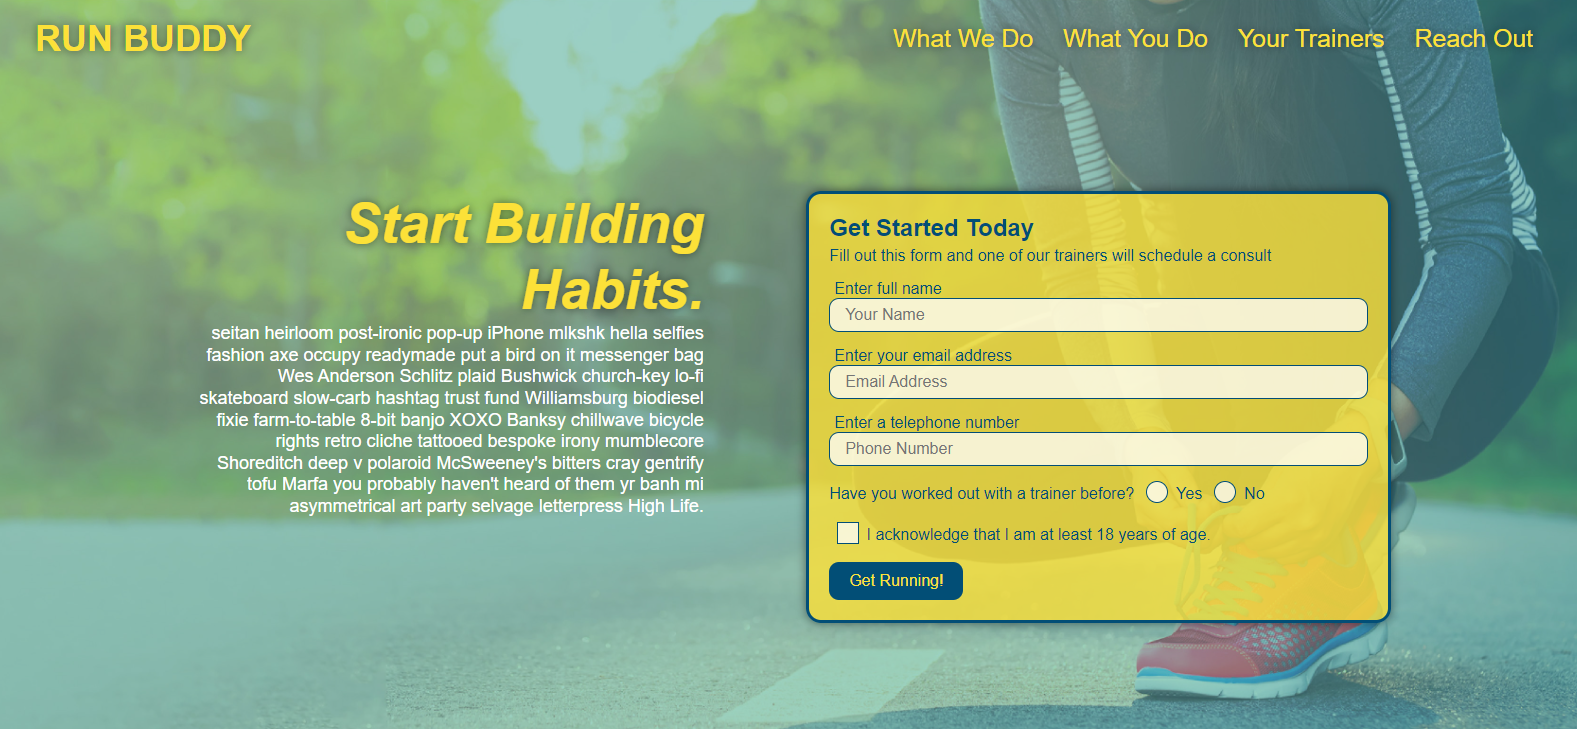 RUN BUDDY
What We Do What You Do Your Trainers Reach Out
Start Building
Habits.
seitan heirloom post-ironic pop-up iPhone mlkshk hella selfies
fashion axe occupy readymade put a bird on it messenger bag
Wes Anderson Schlitz plaid Bushwick church-key lo-fi
skateboard slow-carb hashtag trust fund Williamsburg biodiesel
fixie farm-to-table 8-bit banjo XOXO Banksy chillwave bicycle
rights retro cliche tattooed bespoke irony mumblecore
Shoreditch deep v polaroid McSweeney's bitters cray gentrify
tofu Marfa you probably haven't heard of them yr banh mi
asymmetrical art party selvage letterpress High Life.
Get Started Today
Fill out this form and one of our trainers will schedule a consult
Enter full name
Your Name
Enter your email address
Email Address
Enter a telephone number
Phone Number
Have you worked out with a trainer before? Yes No
I acknowledge that I am at least 18 years of age.
Get Running!